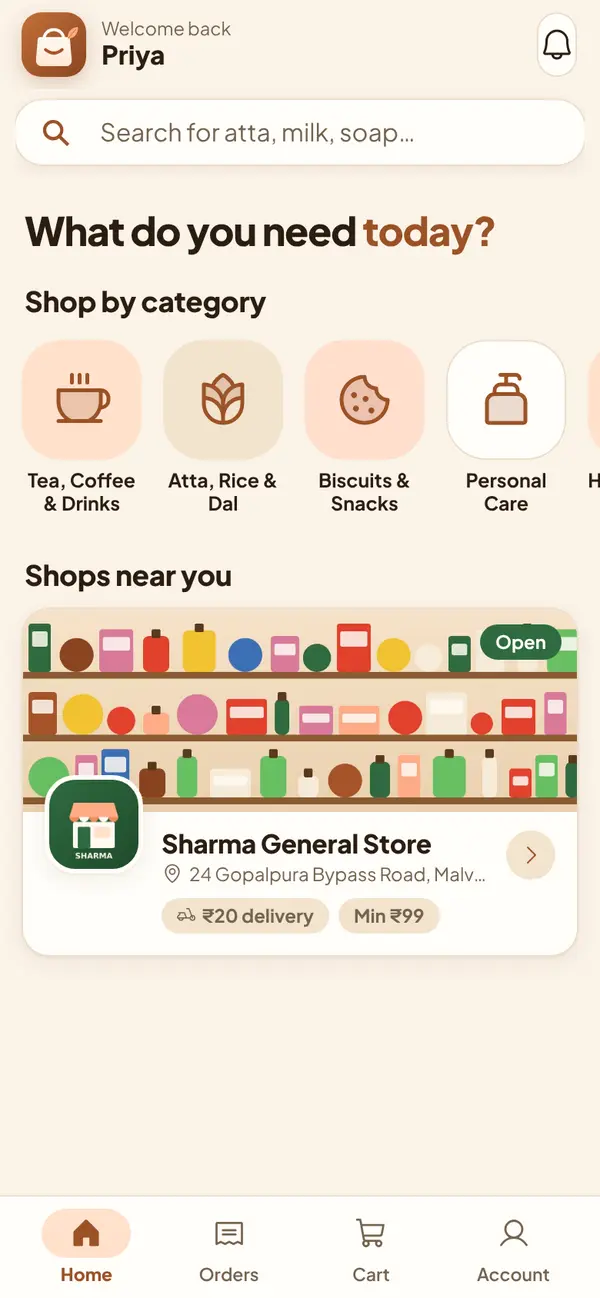 Welcome back
Priya
Search for atta, milk, soap...
What do you need today?
Shop by category
Tea, Coffee
& Drinks
Atta, Rice &
Dal
Biscuits &
Snacks
Personal
Care
H
Shops near you
Open
SHARMA
Sharma General Store
24 Gopalpura Bypass Road, Malv...
₹20 delivery
Min ₹99
Home
Orders
Cart
Account